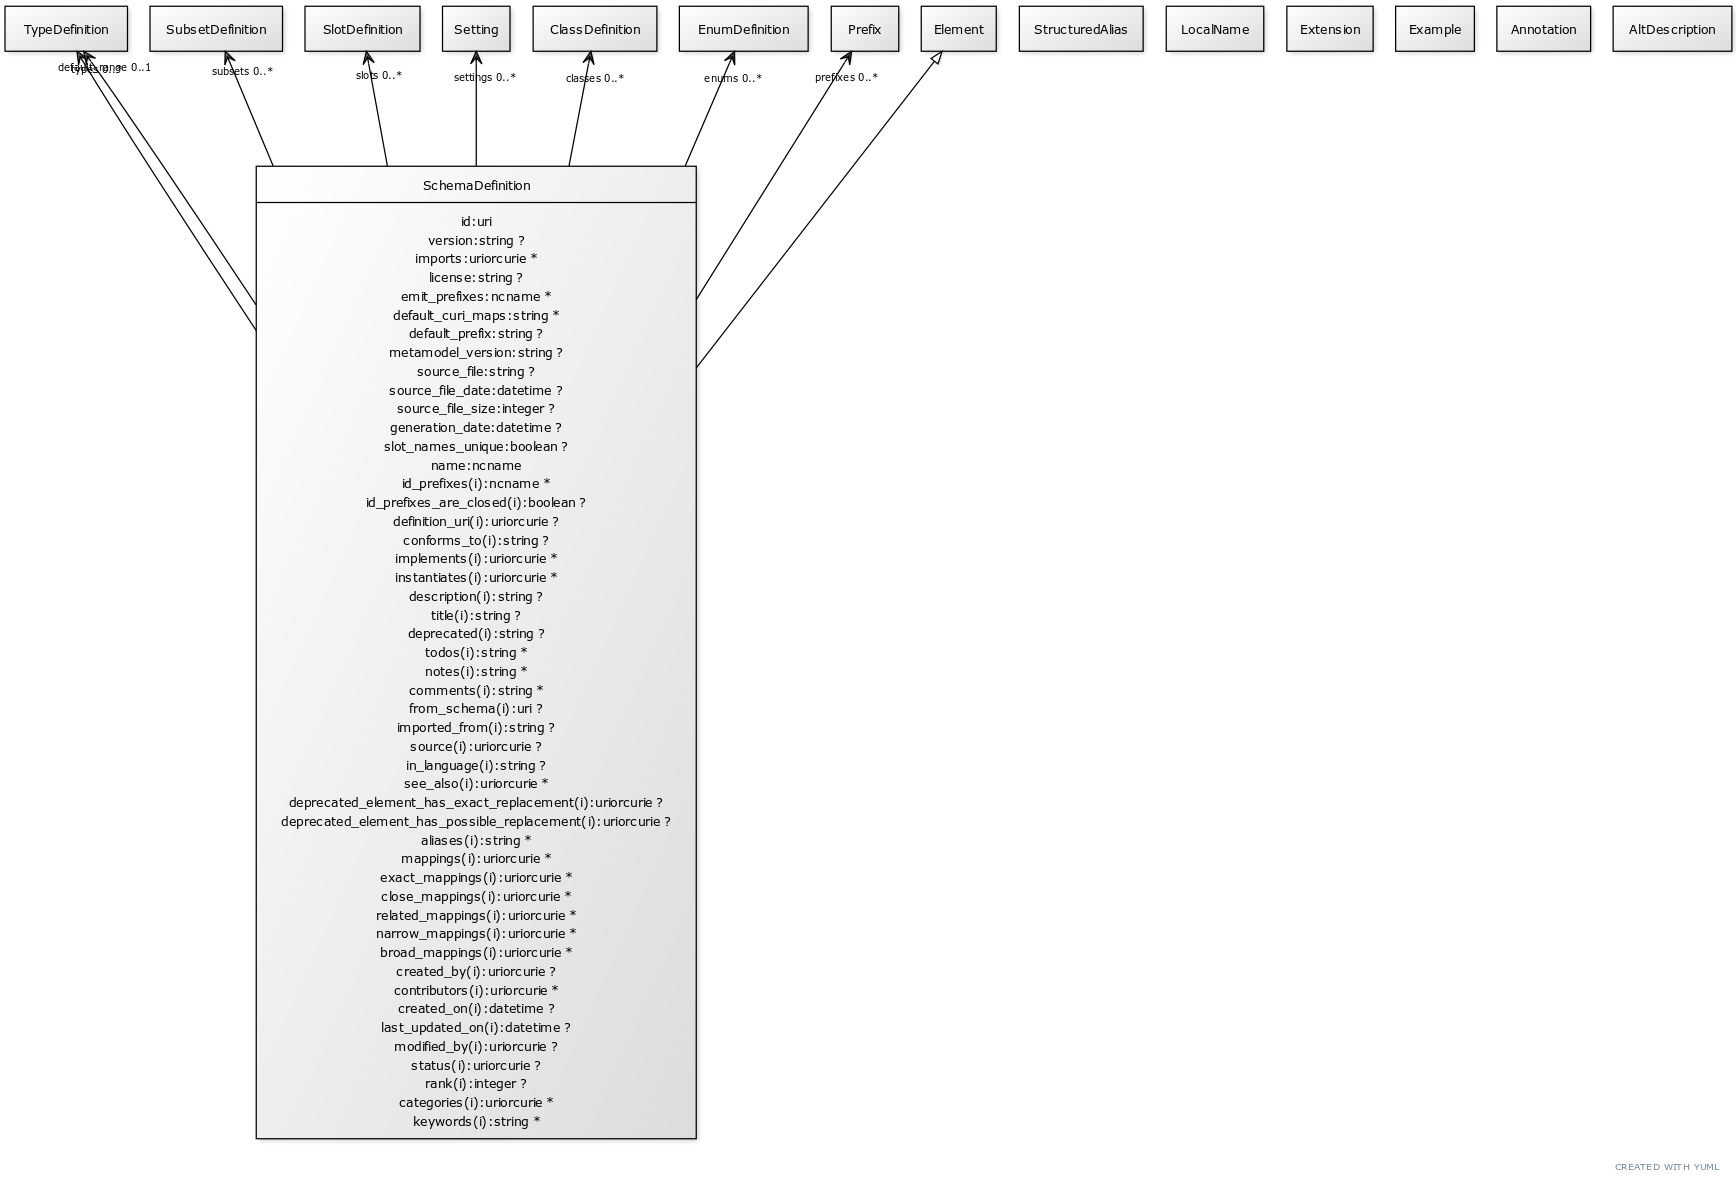 TypeDefinition
SubsetDefinition
SlotDefinition
Setting
ClassDefinition
EnumDefinition
Prefix
Element
StructuredAlias
LocalName
Extension
Example
Annotation
AltDescription
default_range 0..1
types 0..*
subsets 0..*
slots 0..*
settings 0..*
classes 0..*
enums 0..*
prefixes 0..*
SchemaDefinition
id:uri
version:string ?
imports:uriorcurie *
license:string ?
emit_prefixes:ncname *
default_curi_maps:string *
default_prefix:string ?
metamodel_version:string ?
source_file:string ?
source_file_date:datetime ?
source_file_size:integer ?
generation_date:datetime ?
slot_names_unique:boolean ?
name:ncname
id_prefixes(i):ncname *
id_prefixes_are_closed(i):boolean ?
definition_uri(i):uriorcurie ?
conforms_to(i):string ?
implements(i):uriorcurie *
instantiates(i):uriorcurie *
description(i):string ?
title(i):string ?
deprecated(i):string ?
todos(i):string *
notes(i):string *
comments(i):string *
from_schema(i):uri ?
imported_from(i):string ?
source(i):uriorcurie ?
in_language(i):string ?
see_also(i):uriorcurie *
deprecated_element_has_exact_replacement(i):uriorcurie ?
deprecated_element_has_possible_replacement(i):uriorcurie ?
aliases(i):string *
mappings(i):uriorcurie *
exact_mappings(i):uriorcurie *
close_mappings(i):uriorcurie *
related_mappings(i):uriorcurie *
narrow_mappings(i):uriorcurie *
broad_mappings(i):uriorcurie *
created_by(i):uriorcurie ?
contributors(i):uriorcurie *
created_on(i):datetime ?
last_updated_on(i):datetime ?
modified_by(i):uriorcurie ?
status(i):uriorcurie ?
rank(i):integer ?
categories(i):uriorcurie *
keywords(i):string *
CREATED WITH YUML